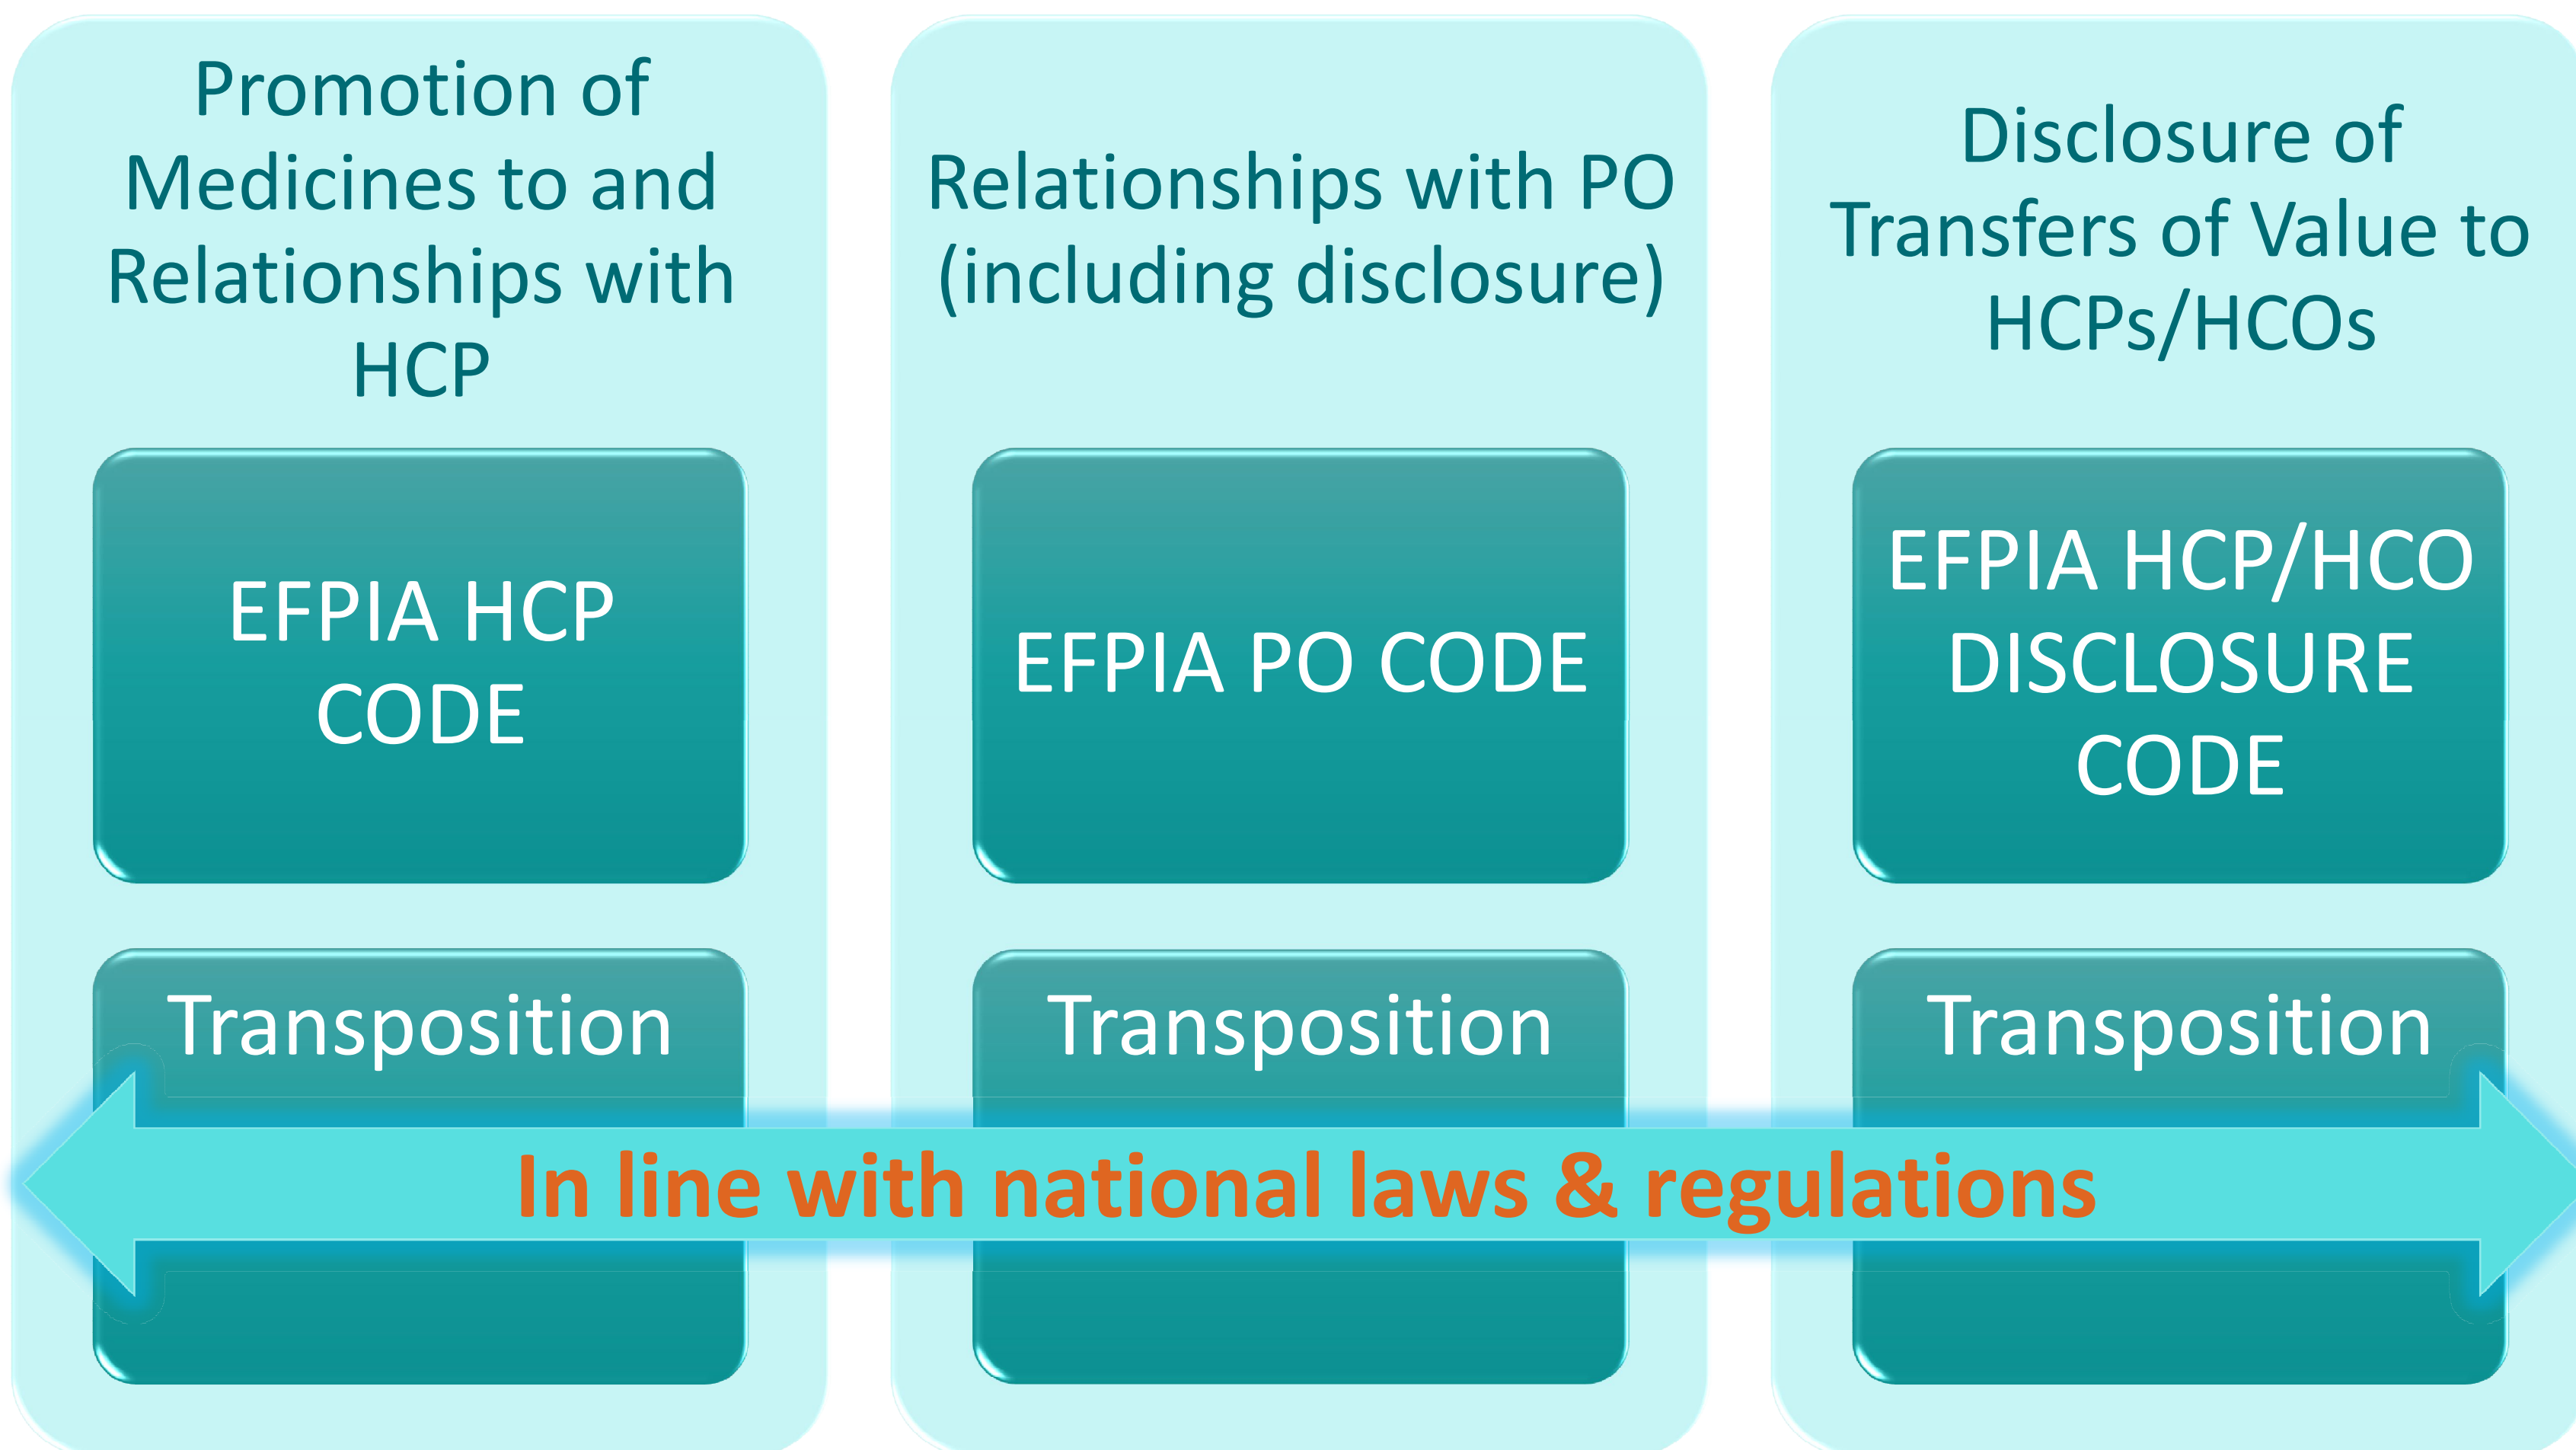 Promotion of
Medicines to and
Relationships with
HCP
EFPIA HCP
CODE
Transposition
Relationships with PO
(including disclosure)
EFPIA PO CODE
Transposition
Disclosure of
Transfers of Value to
HCPs/HCOs
EFPIA HCP/HCO
DISCLOSURE
CODE
Transposition
In line with national laws & regulations